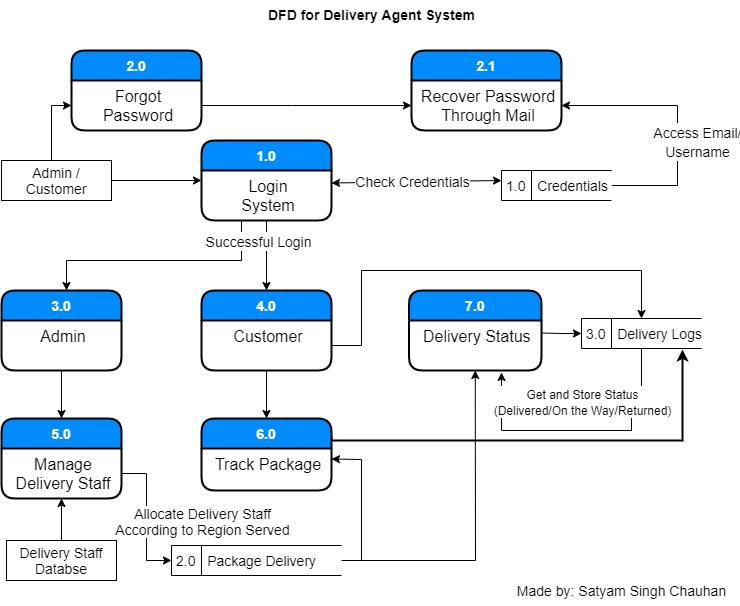 DFD for Delivery Agent System
2.0
Forgot
Password
2.1
Recover Password
Through Mail
Access Email/
Username
Admin /
Customer
1.0
Login
System
Check Credentials
1.0 Credentials
Successful Login
3.0
Admin
4.0
Customer
7.0
Delivery Status
3.0 Delivery Logs
Get and Store Status
(Delivered/On the Way/Returned)
5.0
Manage
Delivery Staff
6.0
Track Package
Allocate Delivery Staff
According to Region Served
Delivery Staff
Databse
2.0 Package Delivery
Made by: Satyam Singh Chauhan